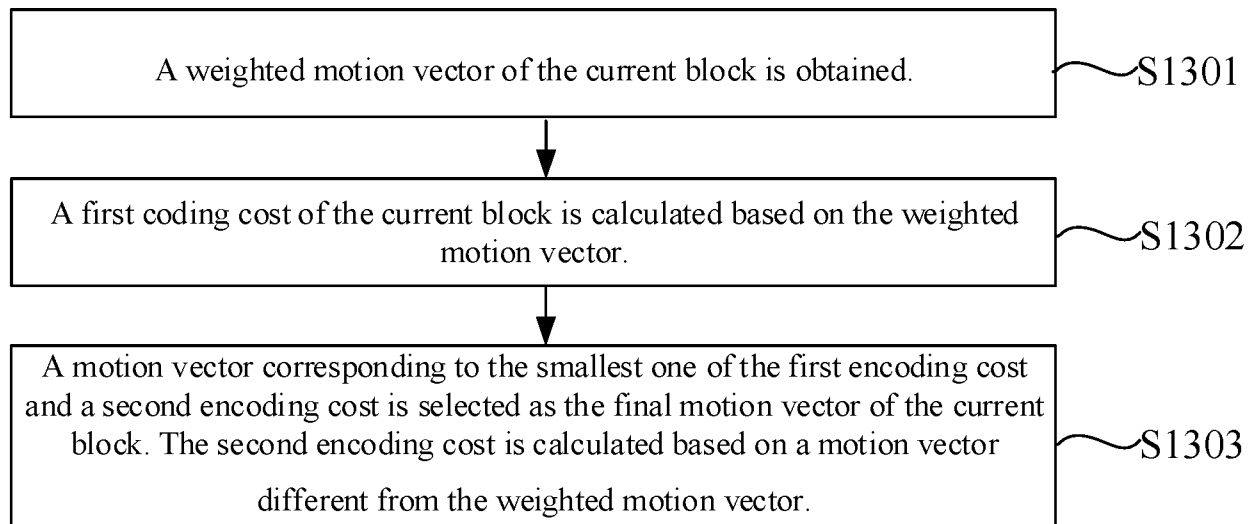 A weighted motion vector of the current block is obtained.
S1301
A first coding cost of the current block is calculated based on the weighted
motion vector.
S1302
A motion vector corresponding to the smallest one of the first encoding cost
and a second encoding cost is selected as the final motion vector of the current
block. The second encoding cost is calculated based on a motion vector
different from the weighted motion vector.
S1303